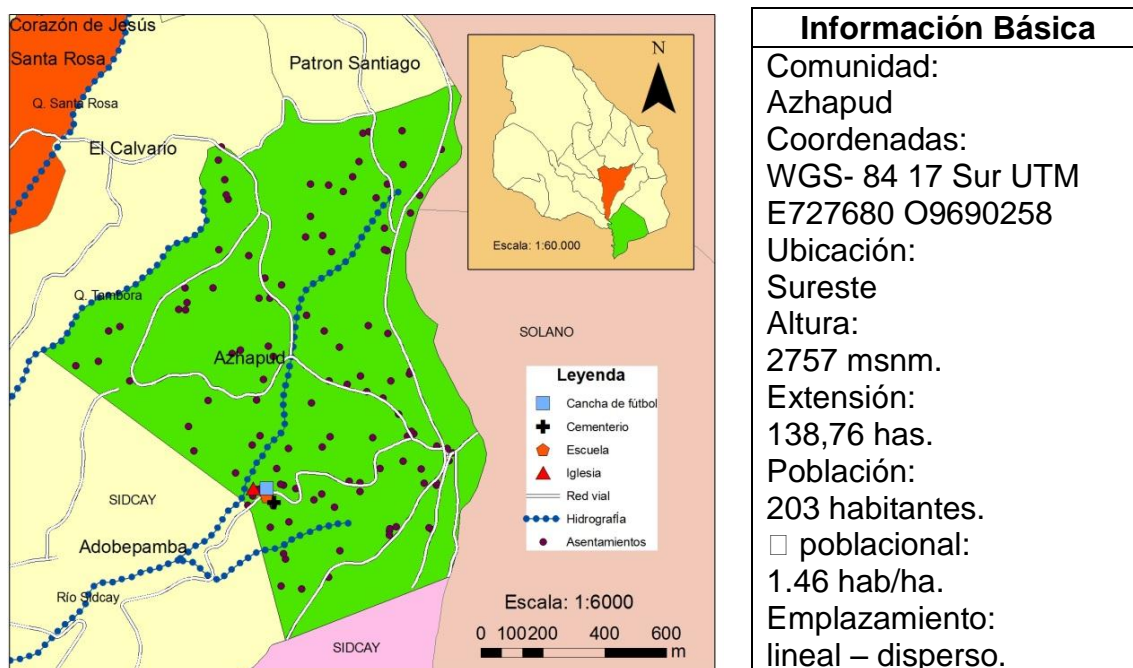 Corazón de Jesús
Santa Rosa
Q. Santa Rosa
El Calvario
Patron Santiago
N
Escala: 1:60.000
Q. Tambora
SOLANO
Azhapud
Leyenda
Cancha de fútbol
Cementerio
Escuela
Iglesia
Red vial
Hidrografía
Asentamientos
SIDCAY
Adobepamba
Río Sidcay
Escala: 1:6000
0 100200 400 600
m
SIDCAY
Información Básica
Comunidad:
Azhapud
Coordenadas:
WGS- 84 17 Sur UTM
E727680 O9690258
Ubicación:
Sureste
Altura:
2757 msnm.
Extensión:
138,76 has.
Población:
203 habitantes.
□ poblacional:
1.46 hab/ha.
Emplazamiento:
lineal – disperso.